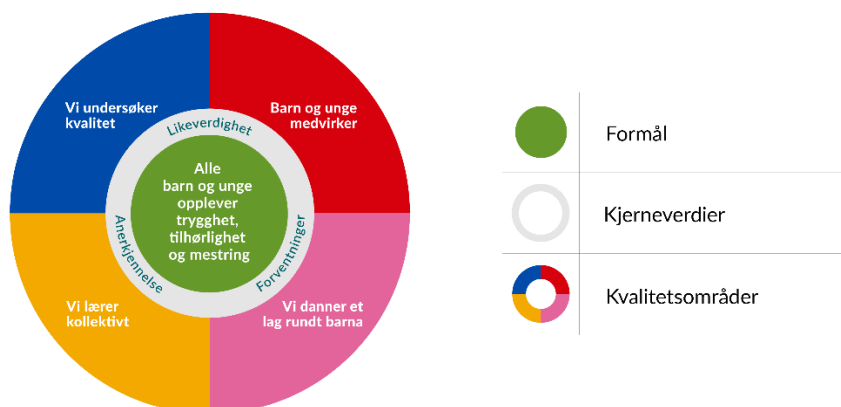 Vi undersøker
kvalitet
Barn og unge
medvirker
Likeverdighet
Alle
barn og unge
opplever
trygghet,
tilhørlighet
og mestring
Anerkjennelse
Forventninger
Vi lærer
kollektivt
Vi danner et
lag rundt barna
Formål
Kjerneverdier
Kvalitetsområder